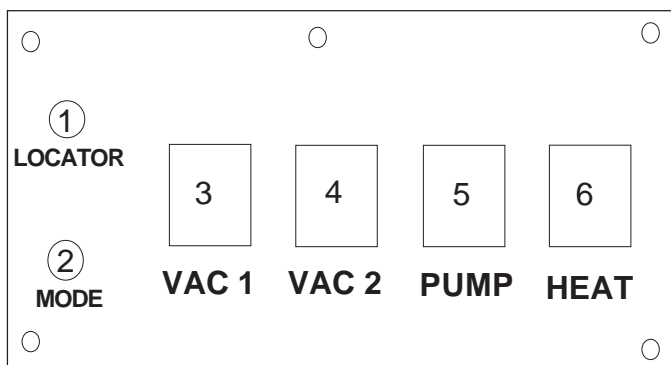 1
LOCATOR
3 4 5 6
2
MODE
VAC 1 VAC 2 PUMP HEAT